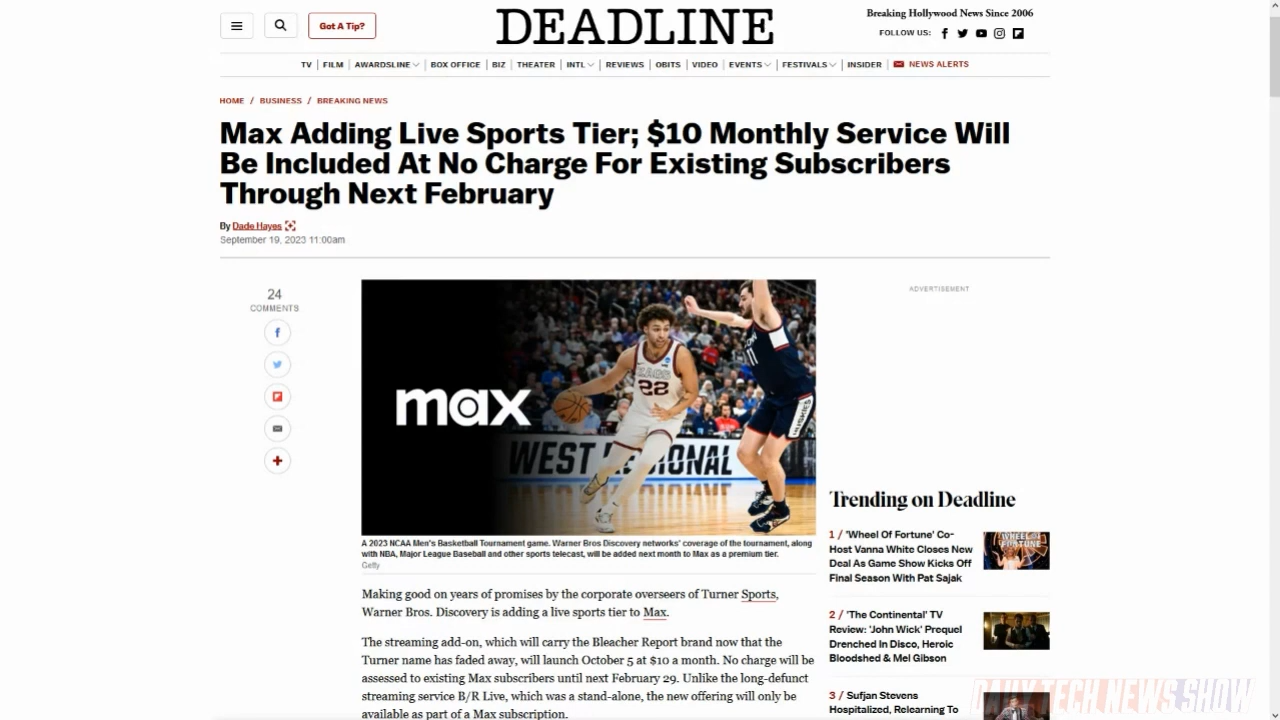 Got A Tip?
DEADLINE
Breaking Hollywood News Since 2006
FOLLOW US:
TV | FILM | AWARDSLINE | BOX OFFICE | BIZ | THEATER | INTL | REVIEWS | OBITS | VIDEO | EVENTS | FESTIVALS | INSIDER | NEWS ALERTS
HOME / BUSINESS / BREAKING NEWS
Max Adding Live Sports Tier; $10 Monthly Service Will
Be Included At No Charge For Existing Subscribers
Through Next February
By Dade Hayes
September 19, 2023 11:00am
24
COMMENTS
max
ZAGS
22
11
HUSKIES
WEST REGIONAL
A 2023 NCAA Men's Basketball Tournament game. Warner Bros Discovery networks' coverage of the tournament, along
with NBA, Major League Baseball and other sports telecast, will be added next month to Max as a premium tier.
Getty
Making good on years of promises by the corporate overseers of Turner Sports,
Warner Bros. Discovery is adding a live sports tier to Max.
The streaming add-on, which will carry the Bleacher Report brand now that the
Turner name has faded away, will launch October 5 at $10 a month. No charge will be
assessed to existing Max subscribers until next February 29. Unlike the long-defunct
streaming service B/R Live, which was a stand-alone, the new offering will only be
available as part of a Max subscription.
ADVERTISEMENT
Trending on Deadline
1 / 'Wheel Of Fortune' Co-
Host Vanna White Closes New
Deal As Game Show Kicks Off
Final Season With Pat Sajak
WHEEL OF
FORTUNE
2 / 'The Continental' TV
Review: 'John Wick' Prequel
Drenched In Disco, Heroic
Bloodshed & Mel Gibson
3 / Sufjan Stevens
Hospitalized, Relearning To
DAILY TECH NEWS SHOW